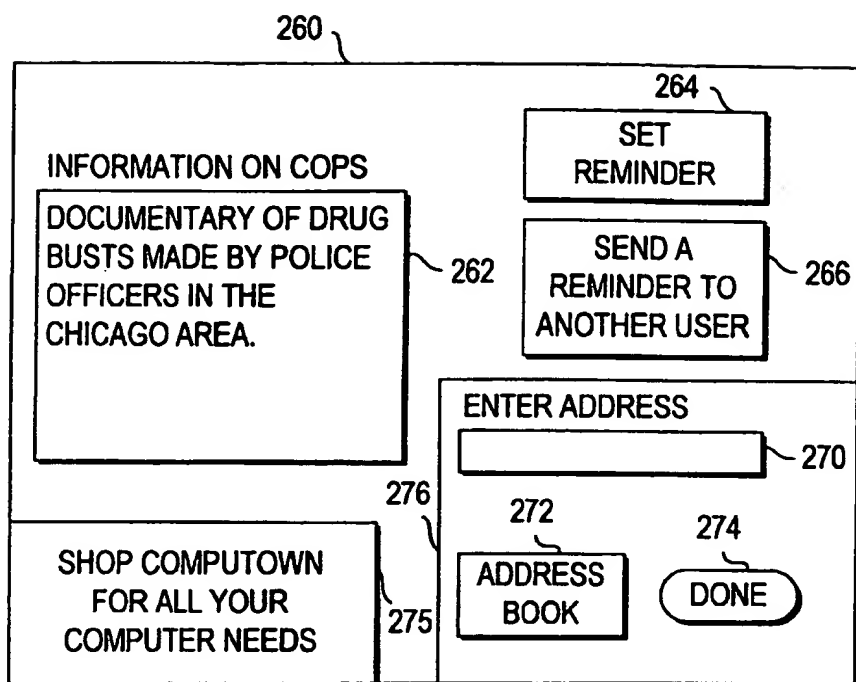 260
264
SET
REMINDER
INFORMATION ON COPS
DOCUMENTARY OF DRUG
BUSTS MADE BY POLICE
OFFICERS IN THE
CHICAGO AREA.
262
SEND A
REMINDER TO
ANOTHER USER
266
ENTER ADDRESS
270
276
272
274
ADDRESS
BOOK
DONE
SHOP COMPUTOWN
FOR ALL YOUR
COMPUTER NEEDS
275